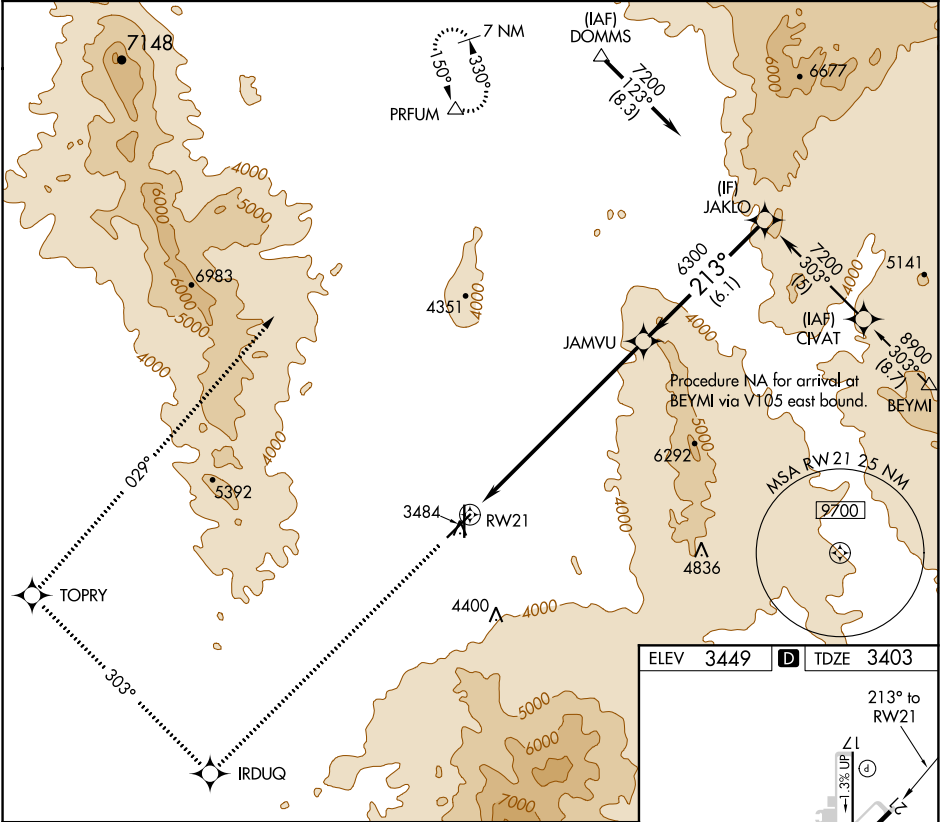 7148
7 NM
150°
330°
PRFUM
(IAF)
DOMMS
7200
123°
(8.3)
6000
6677
4000
5000
6000
6983
6000
5000
4000
4000
4351
4000
(IF)
JAKLO
6300
213°
(6.1)
7200
303°
(5)
4000
5141
(IAF)
CIVAT
8900
303°
(8.7)
BEYMI
JAMVU
4000
Procedure NA for arrival at
BEYMI via V105 east bound.
5000
6292
4000
4836
MSA RW 21 25 NM
9700
029°
5392
3484
RW21
TOPRY
4400
4000
303°
IRDUQ
5000
6000
7000
ELEV 3449
D
TDZE 3403
213° to
RW21
17
P
1.3% UP
21